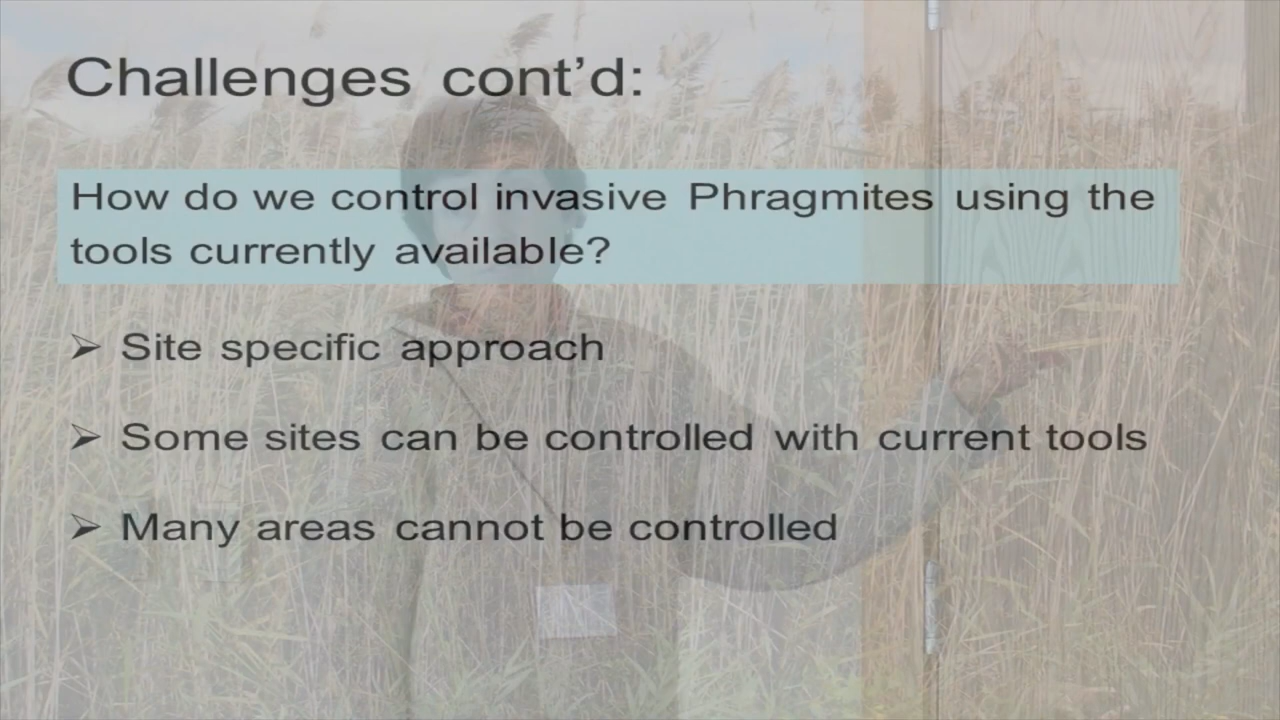 Challenges cont’d:
How do we control invasive Phragmites using the
tools currently available?
➢ Site specific approach
➢ Some sites can be controlled with current tools
➢ Many areas cannot be controlled